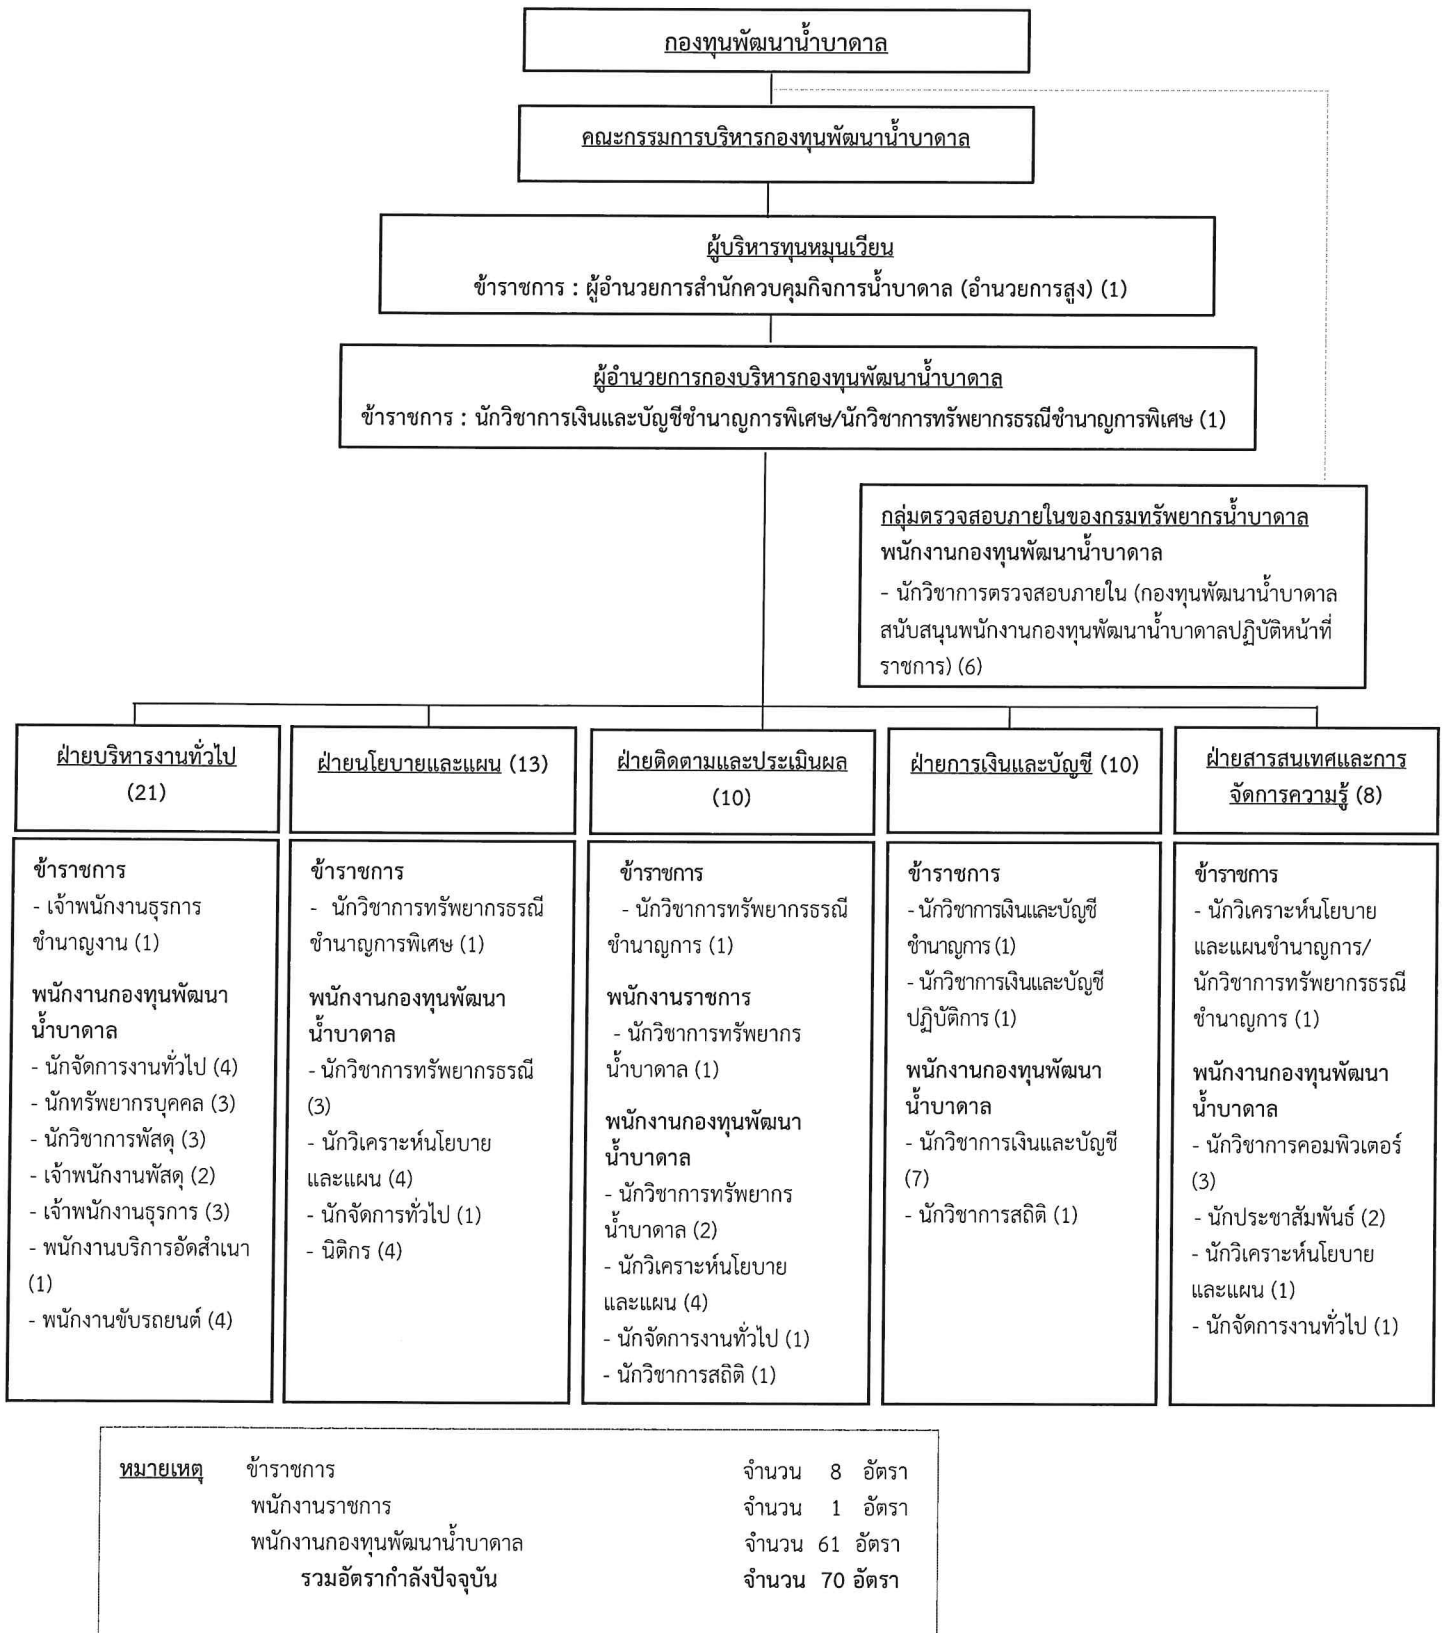 กองทุนพัฒนาน้ำบาดาล
คณะกรรมการบริหารกองทุนพัฒนาน้ำบาดาล
ผู้บริหารทุนหมุนเวียน
ข้าราชการ : ผู้อำนวยการสำนักควบคุมกิจการน้ำบาดาล (อำนวยการสูง) (1)
ผู้อำนวยการกองบริหารกองทุนพัฒนาน้ำบาดาล
ข้าราชการ : นักวิชาการเงินและบัญชีชำนาญการพิเศษ/นักวิชาการทรัพยากรธรณีชำนาญการพิเศษ (1)
กลุ่มตรวจสอบภายในของกรมทรัพยากรน้ำบาดาล
พนักงานกองทุนพัฒนาน้ำบาดาล
- นักวิชาการตรวจสอบภายใน (กองทุนพัฒนาน้ำบาดาล
สนับสนุนพนักงานกองทุนพัฒนาน้ำบาดาลปฏิบัติหน้าที่
ราชการ) (6)
ฝ่ายบริหารงานทั่วไป
(21)
ข้าราชการ
- เจ้าพนักงานธุรการ
ชำนาญงาน (1)
พนักงานกองทุนพัฒนา
น้ำบาดาล
- นักจัดการงานทั่วไป (4)
- นักทรัพยากรบุคคล (3)
- นักวิชาการพัสดุ (3)
- เจ้าพนักงานพัสดุ (2)
- เจ้าพนักงานธุรการ (3)
- พนักงานบริการอัดสำเนา
(1)
- พนักงานขับรถยนต์ (4)
ฝ่ายนโยบายและแผน (13)
ข้าราชการ
- นักวิชาการทรัพยากรธรณี
ชำนาญการพิเศษ (1)
พนักงานกองทุนพัฒนา
น้ำบาดาล
- นักวิชาการทรัพยากรธรณี
(3)
- นักวิเคราะห์นโยบาย
และแผน (4)
- นักจัดการทั่วไป (1)
- นิติกร (4)
ฝ่ายติดตามและประเมินผล
(10)
ข้าราชการ
- นักวิชาการทรัพยากรธรณี
ชำนาญการ (1)
พนักงานราชการ
- นักวิชาการทรัพยากร
น้ำบาดาล (1)
พนักงานกองทุนพัฒนา
น้ำบาดาล
- นักวิชาการทรัพยากร
น้ำบาดาล (2)
- นักวิเคราะห์นโยบาย
และแผน (4)
- นักจัดการงานทั่วไป (1)
- นักวิชาการสถิติ (1)
ฝ่ายการเงินและบัญชี (10)
ข้าราชการ
- นักวิชาการเงินและบัญชี
ชำนาญการ (1)
- นักวิชาการเงินและบัญชี
ปฏิบัติการ (1)
พนักงานกองทุนพัฒนา
น้ำบาดาล
- นักวิชาการเงินและบัญชี
(7)
- นักวิชาการสถิติ (1)
ฝ่ายสารสนเทศและการ
จัดการความรู้ (8)
ข้าราชการ
- นักวิเคราะห์นโยบาย
และแผนชำนาญการ/
นักวิชาการทรัพยากรธรณี
ชำนาญการ (1)
พนักงานกองทุนพัฒนา
น้ำบาดาล
- นักวิชาการคอมพิวเตอร์
(3)
- นักประชาสัมพันธ์ (2)
- นักวิเคราะห์นโยบาย
และแผน (1)
- นักจัดการงานทั่วไป (1)
หมายเหตุ ข้าราชการ จำนวน 8 อัตรา
พนักงานราชการ จำนวน 1 อัตรา
พนักงานกองทุนพัฒนาน้ำบาดาล จำนวน 61 อัตรา
รวมอัตรากำลังปัจจุบัน จำนวน 70 อัตรา